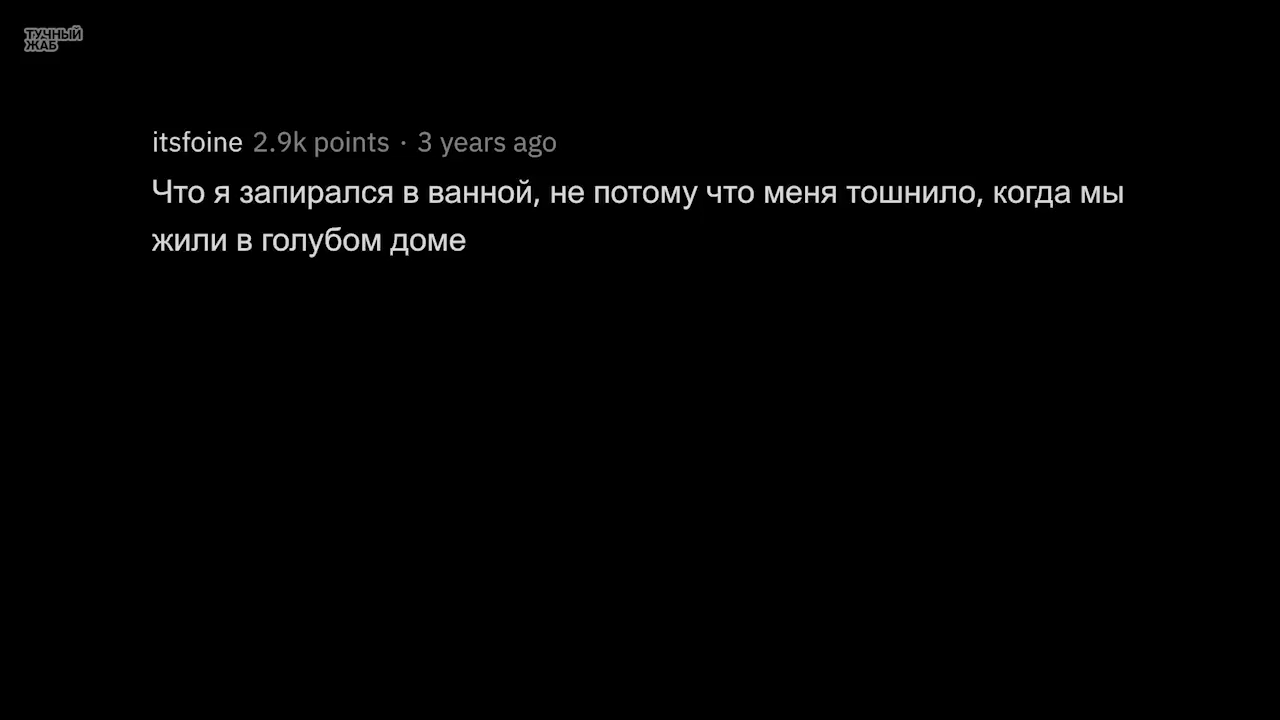 ТУЧНЫЙ
ЖАБ
itsfoine 2.9k points · 3 years ago
Что я запирался в ванной, не потому что меня тошнило, когда мы
жили в голубом доме